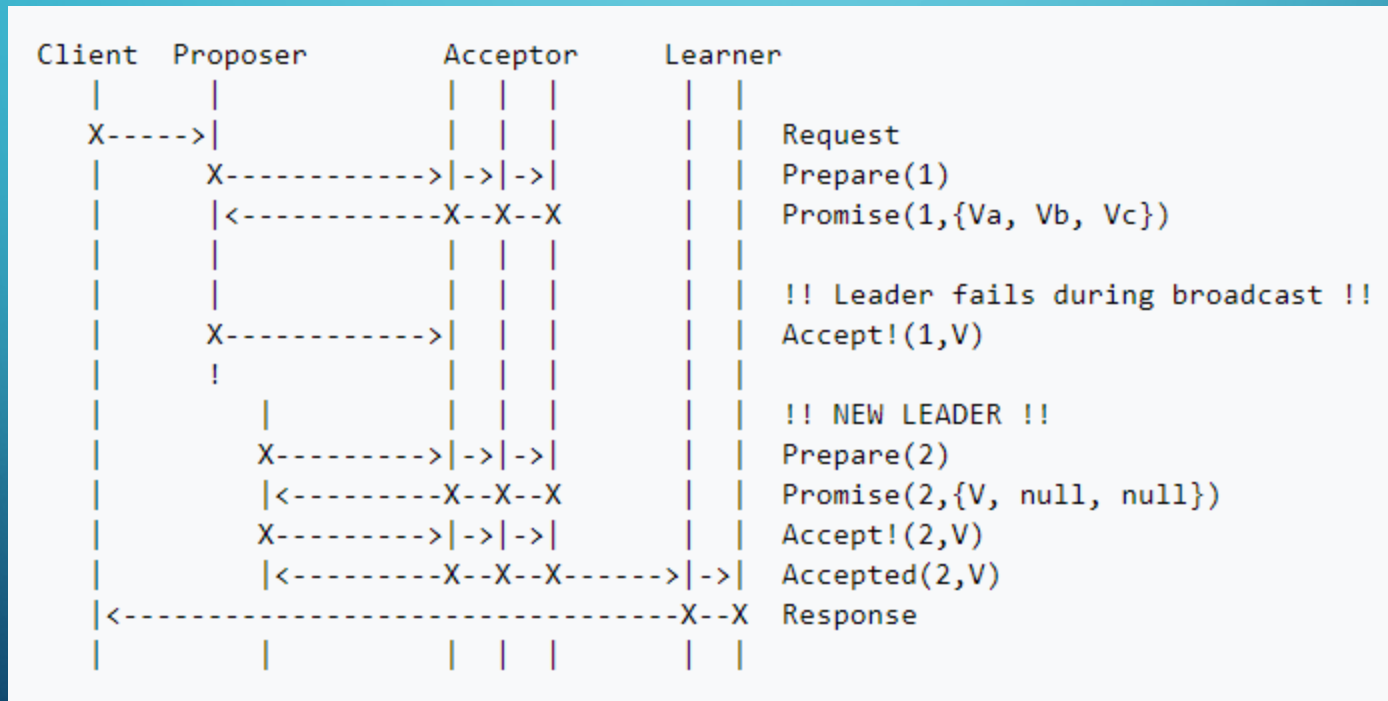 Client  Proposer        Acceptor     Learner
   |      |             |  |  |       |  |
   X----->|             |  |  |       |  |  Request
   |      X------------>|->|->|       |  |  Prepare(1)
   |      |<------------X--X--X       |  |  Promise(1,{Va, Vb, Vc})
   |      |             |  |  |       |  |
   |      |             |  |  |       |  |  !! Leader fails during broadcast !!
   |      X------------>|  |  |       |  |  Accept!(1,V)
   |      !             |  |  |       |  |
   |         |          |  |  |       |  |  !! NEW LEADER !!
   |         X--------->|->|->|       |  |  Prepare(2)
   |         |<---------X--X--X       |  |  Promise(2,{V, null, null})
   |         X--------->|->|->|       |  |  Accept!(2,V)
   |         |<---------X--X--X------>|->|  Accepted(2,V)
   |<---------------------------------X--X  Response
   |         |          |  |  |       |  |